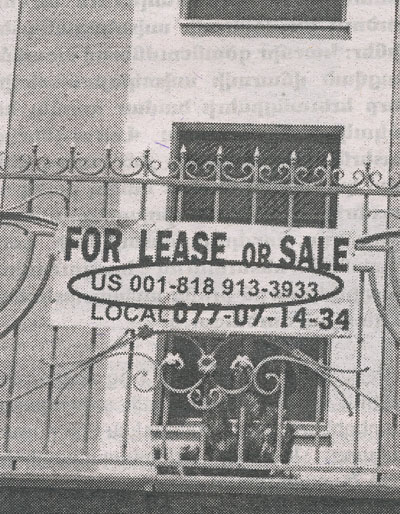 FOR LEASE OR SALE
US 001-818 913-3933
LOCAL 077-07-14-34